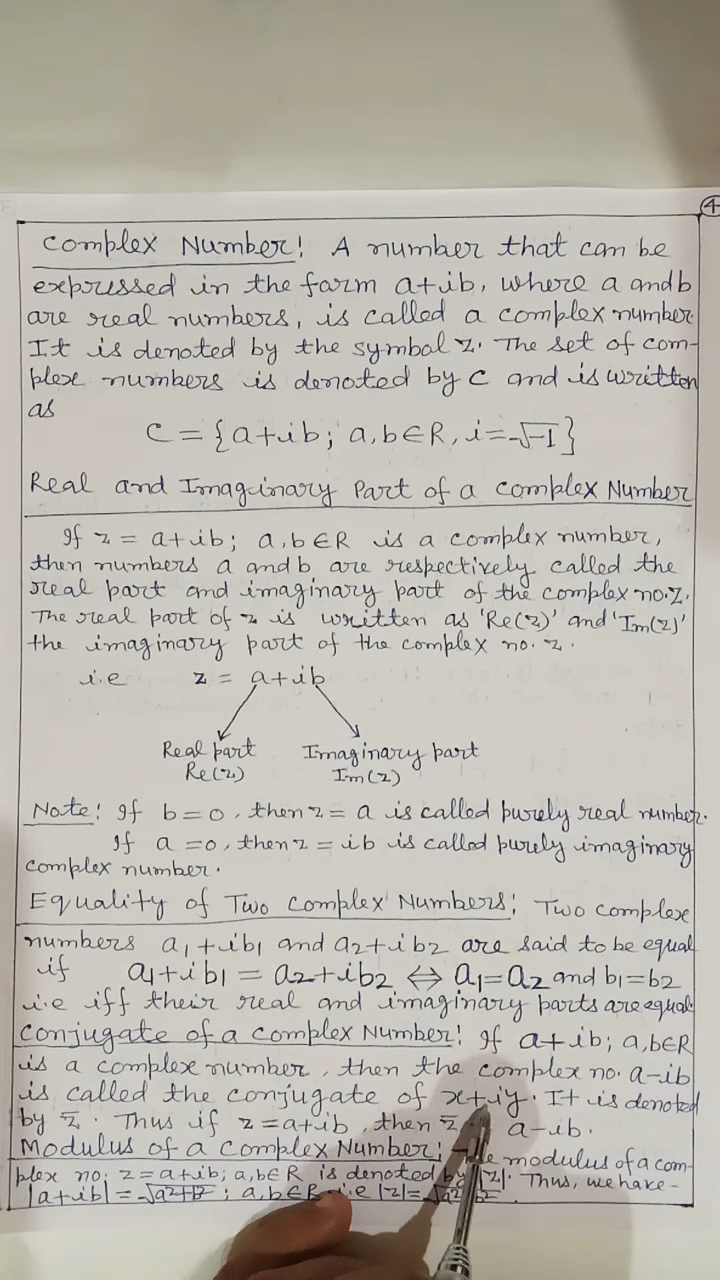 4
Complex Number! A number that can be
expressed in the form a+ib, where a and b
are real numbers, is called a complex number
It is denoted by the symbol z. The set of com-
plex numbers is denoted by C and is written
as
C = {a+ib; a,b∈R, i=√-1}
Real and Imaginary Part of a Complex Number
If z = a+ib; a,b∈R is a complex number,
then numbers a and b are respectively called the
real part and imaginary part of the complex no. z.
The real part of z is written as 'Re(z)' and 'Im(z)'
the imaginary part of the complex no. z.
i.e z = a+ib
Real part Imaginary part
Re(z) Im(z)
Note! If b=0, then z=a is called purely real number.
If a=0, then z=ib is called purely imaginary
complex number.
Equality of Two Complex Numbers! Two complex
numbers a₁+ib₁ and a₂+ib₂ are said to be equal
if a₁+ib₁ = a₂+ib₂ ⇔ a₁=a₂ and b₁=b₂
i.e iff their real and imaginary parts are equal
Conjugate of a Complex Number! If a+ib; a,b∈R
is a complex number, then the complex no. a-ib
is called the conjugate of x+iy. It is denoted
by z̄. Thus if z=a+ib, then z̄ a-ib.
Modulus of a Complex Number! modulus of a com-
plex no. z=a+ib; a,b∈R is denoted by |z|. Thus, we have-
|a+ib| = √a²+b² ; a,b∈R i.e |z|= √a² b²